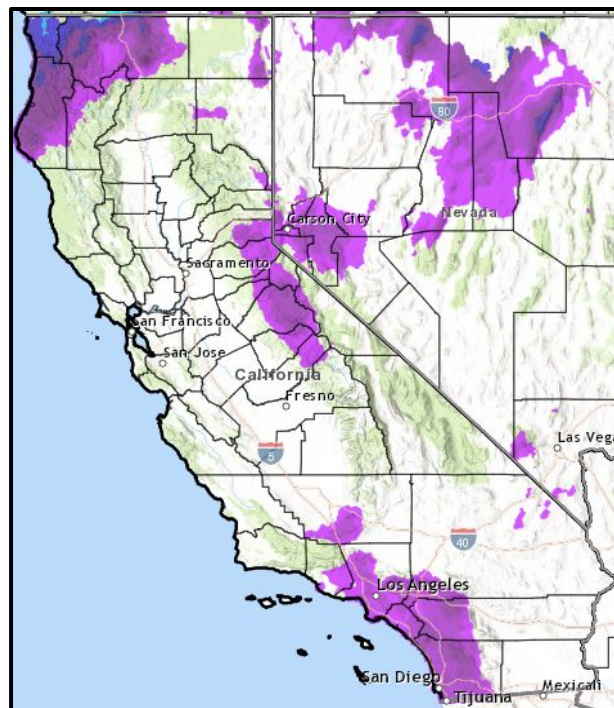 80
Carson City
Nevada
Sacramento
San Francisco
San Jose
California
Fresno
5
Las Vega
40
Los Angeles
San Diego
Tijuana
Mexicali